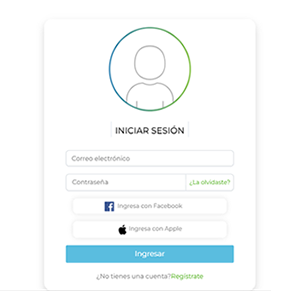 INICIAR SESIÓN
Correo electrónico
Contraseña ¿La olvidaste?
Ingresa con Facebook
Ingresa con Apple
Ingresar
¿No tienes una cuenta?Regístrate